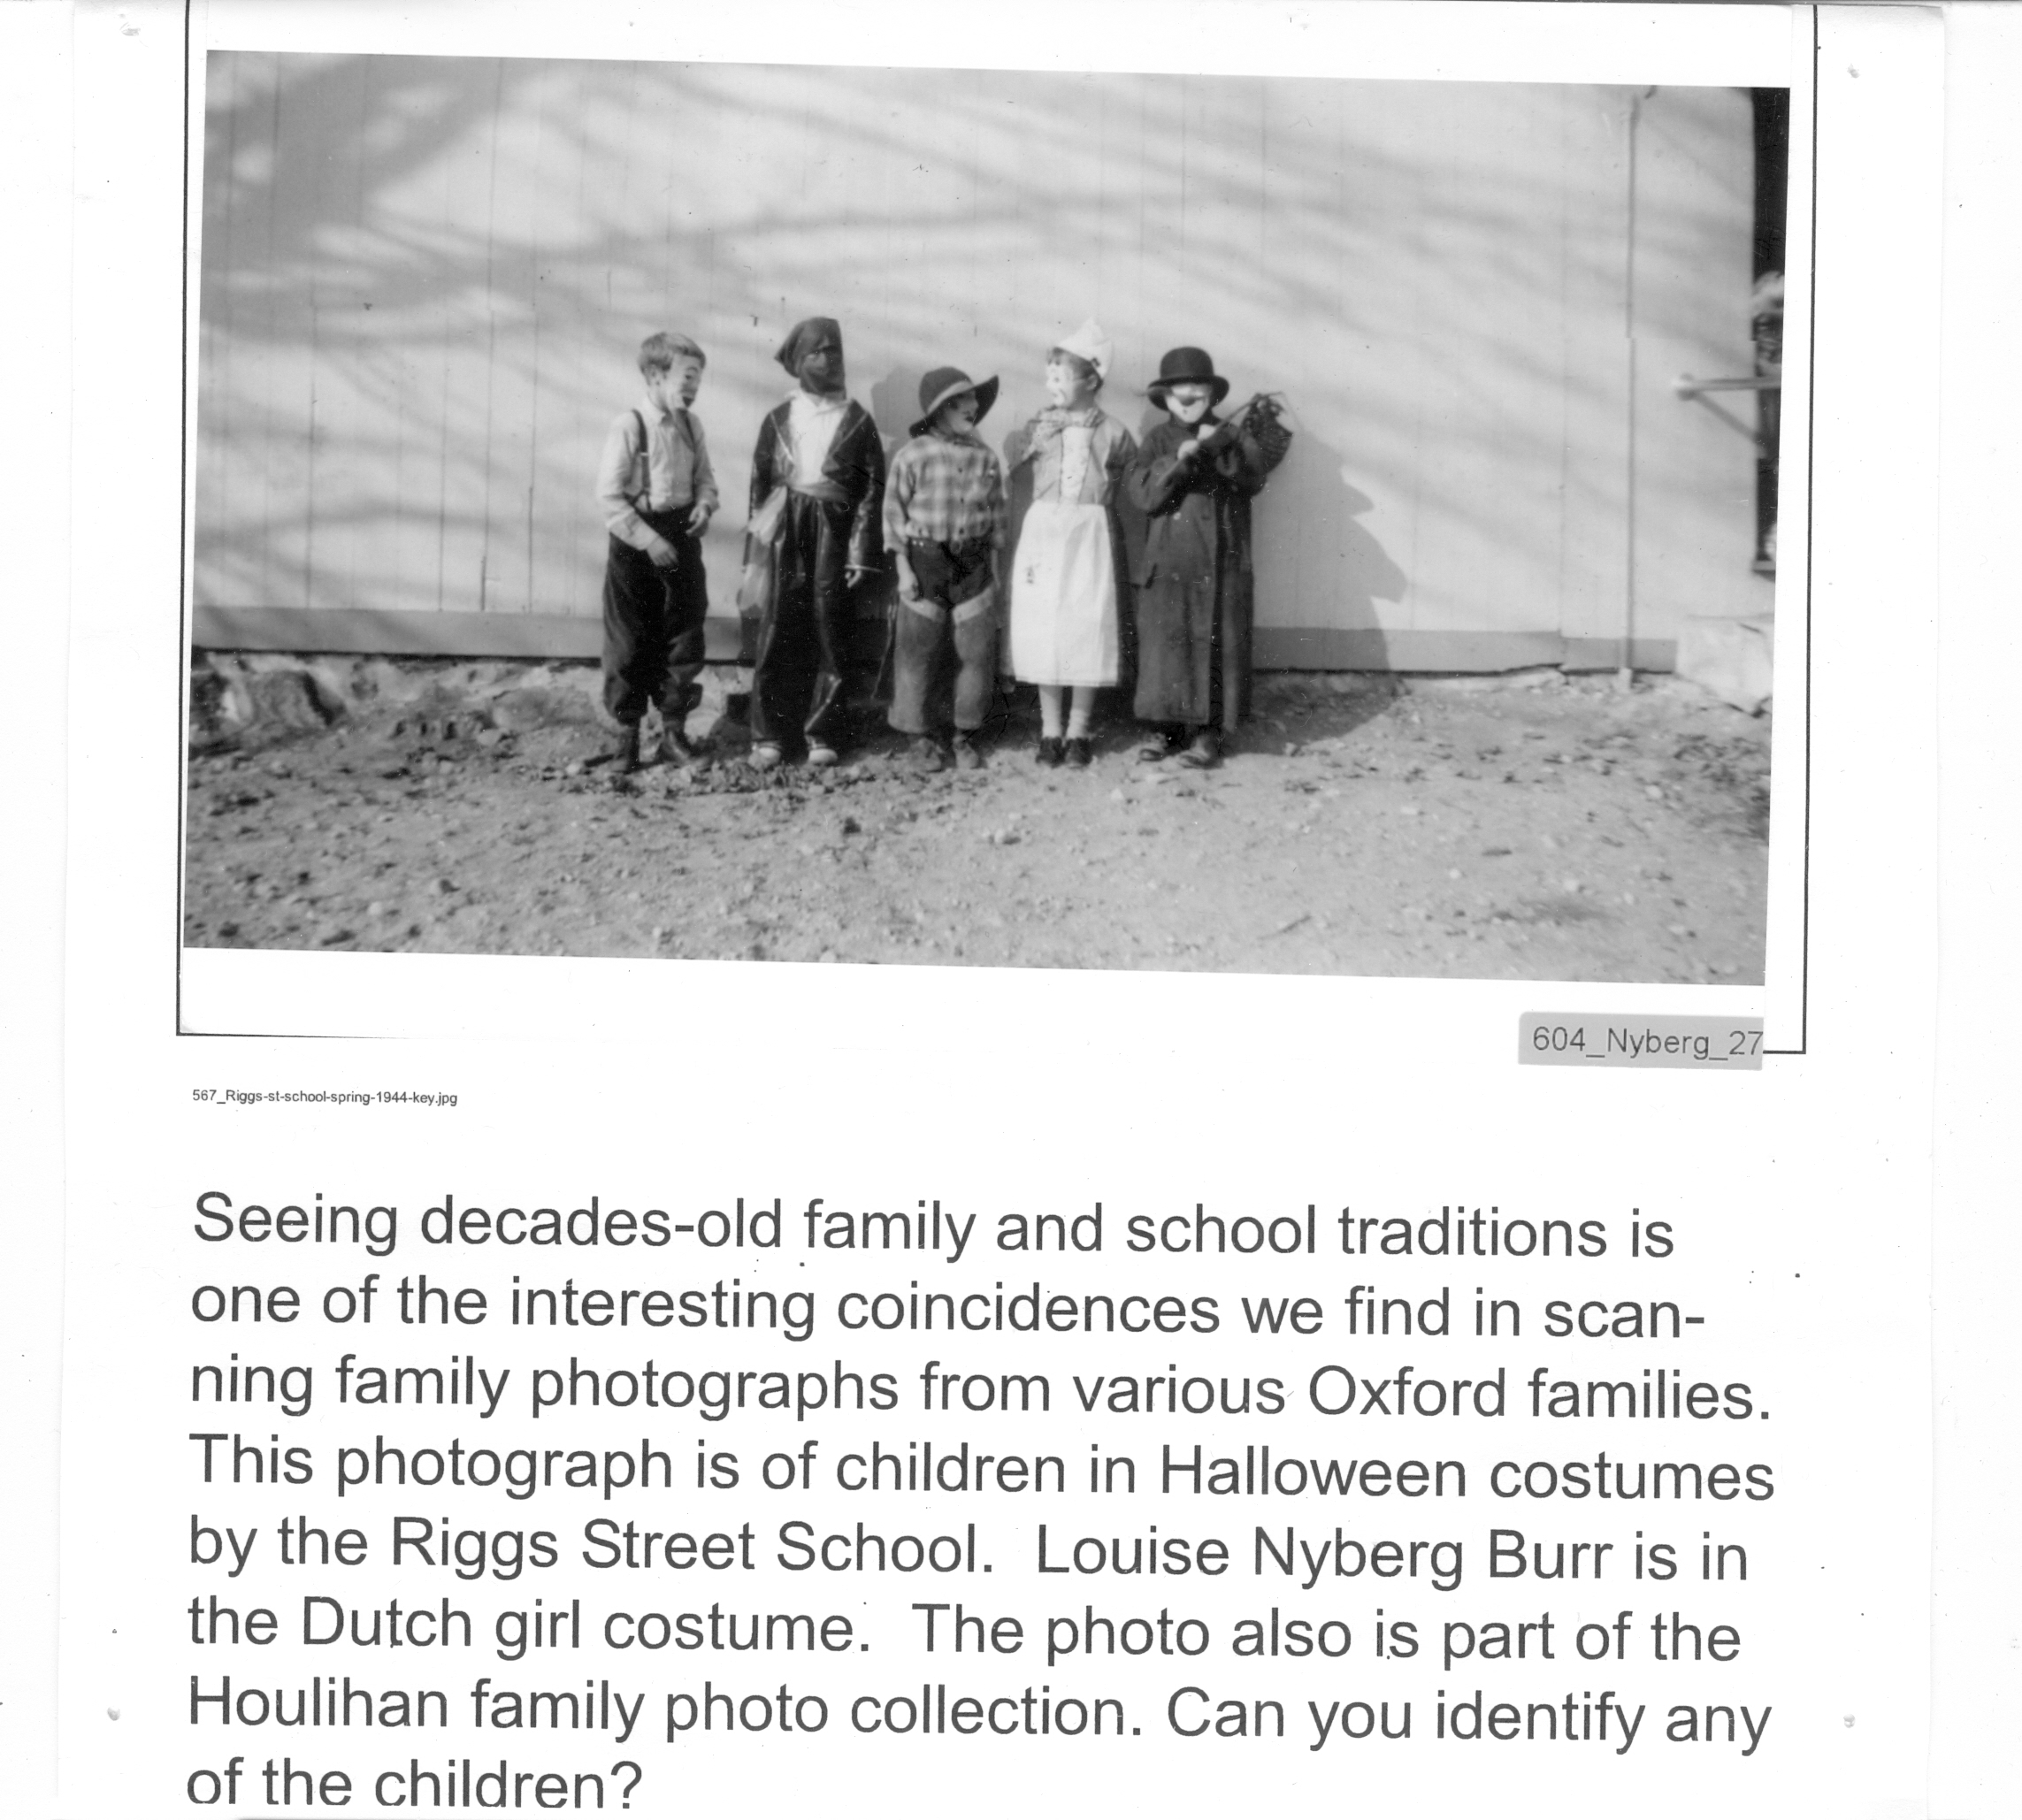 604_Nyberg_27
567_Riggs-st-school-spring-1944-key.jpg
Seeing decades-old family and school traditions is
one of the interesting coincidences we find in scan-
ning family photographs from various Oxford families.
This photograph is of children in Halloween costumes
by the Riggs Street School.  Louise Nyberg Burr is in
the Dutch girl costume.  The photo also is part of the
Houlihan family photo collection. Can you identify any
of the children?